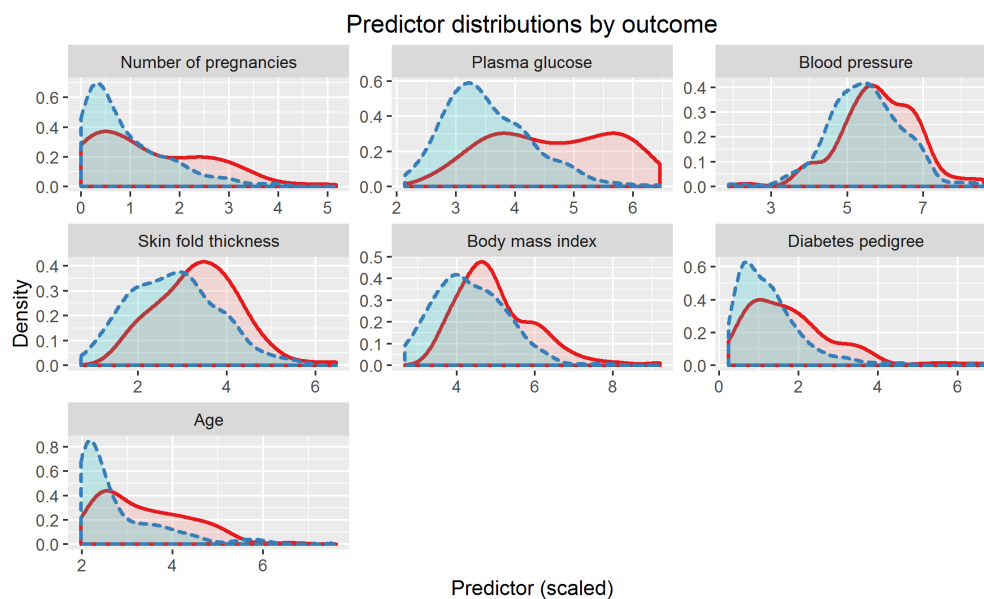 Predictor distributions by outcome
Number of pregnancies
Plasma glucose
Blood pressure
0.6
0.4
0.2
0.0
0 1 2 3 4 5
0.6
0.4
0.2
0.0
2 3 4 5 6
0.4
0.3
0.2
0.1
0.0
3 5 7
Skin fold thickness
Body mass index
Diabetes pedigree
0.4
0.3
0.2
0.1
0.0
2 4 6
0.5
0.4
0.3
0.2
0.1
0.0
4 6 8
0.6
0.4
0.2
0.0
0 2 4 6
Density
Age
0.8
0.6
0.4
0.2
0.0
2 4 6
Predictor (scaled)